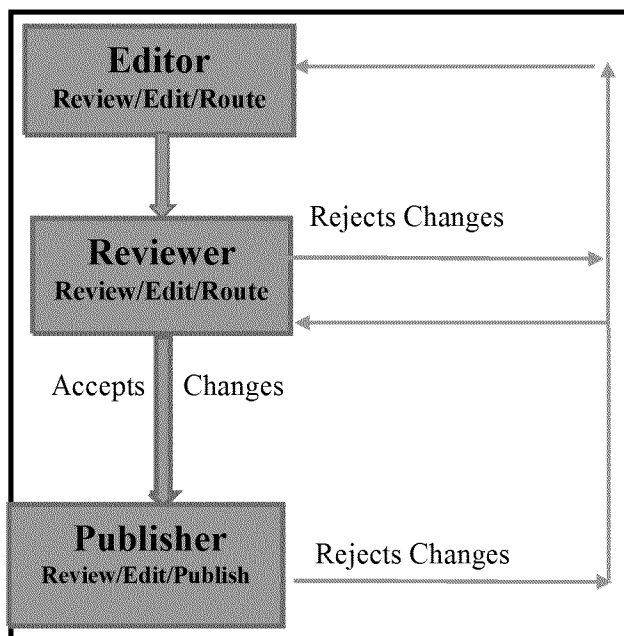 Editor
Review/Edit/Route
Rejects Changes
Reviewer
Review/Edit/Route
Accepts Changes
Publisher
Review/Edit/Publish
Rejects Changes